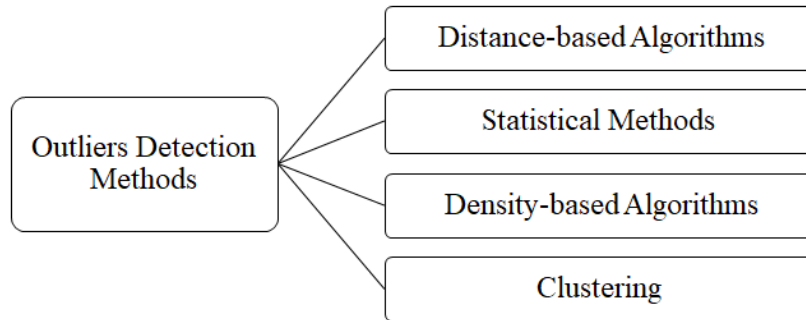 Outliers Detection
Methods
Distance-based Algorithms
Statistical Methods
Density-based Algorithms
Clustering